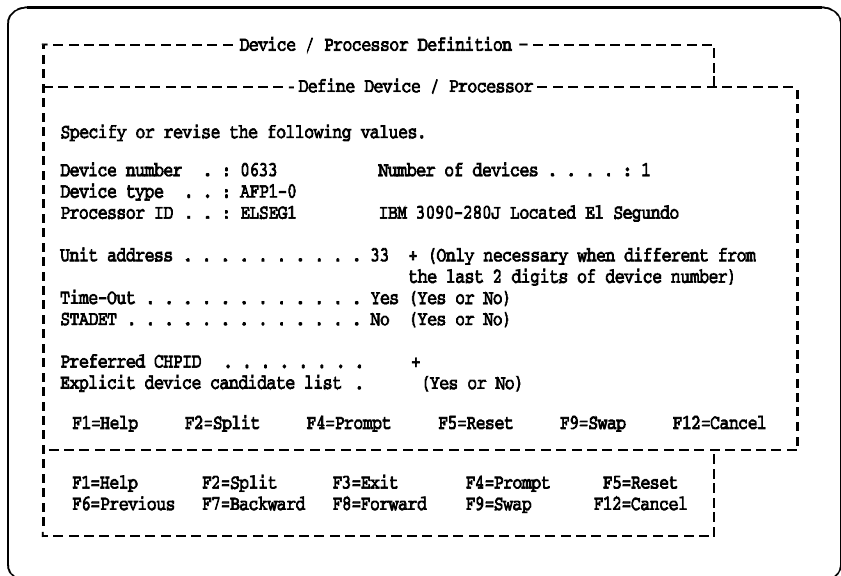 Device / Processor Definition
Define Device / Processor
Specify or revise the following values.
Device number . : 0633 Number of devices . . . . : 1
Device type . . : AFP1-0
Processor ID . . : ELSEG1 IBM 3090-280J Located El Segundo
Unit address . . . . . . . . . . 33 + (Only necessary when different from
the last 2 digits of device number)
Time-Out . . . . . . . . . . . . Yes (Yes or No)
STADET . . . . . . . . . . . . . No (Yes or No)
Preferred CHPID . . . . . . . . +
Explicit device candidate list . (Yes or No)
F1=Help F2=Split F4=Prompt F5=Reset F9=Swap F12=Cancel
F1=Help F2=Split F3=Exit F4=Prompt F5=Reset
F6=Previous F7=Backward F8=Forward F9=Swap F12=Cancel